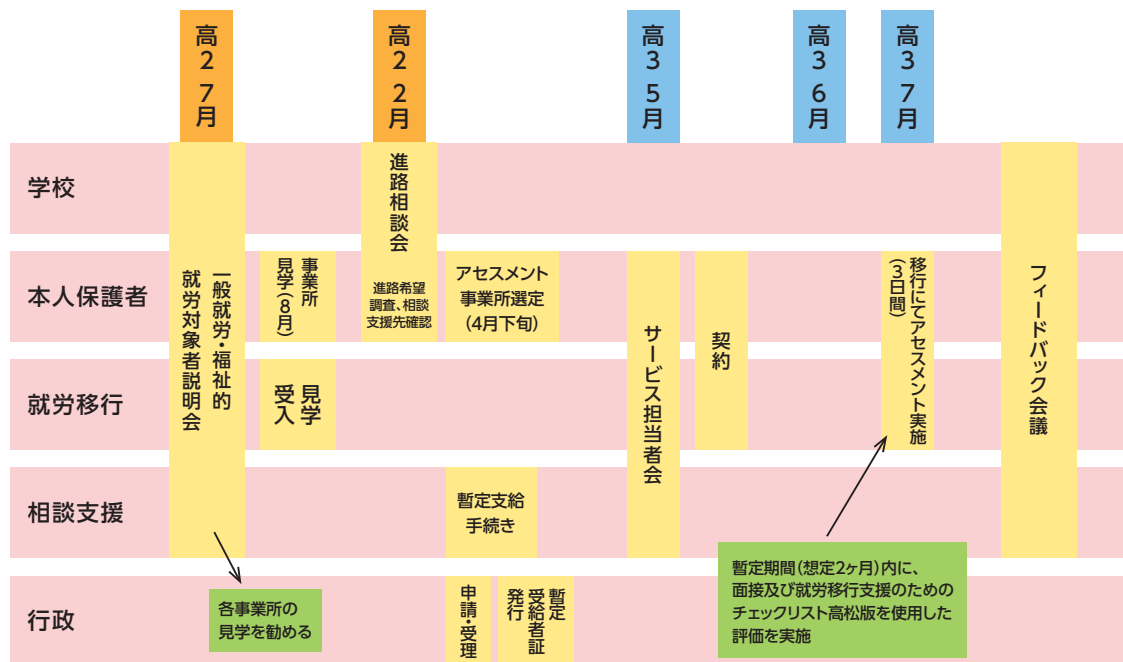 高2 7月
高2 2月
高3 5月
高3 6月
高3 7月
学校
本人保護者
就労移行
相談支援
行政
一般就労・福祉的
就労対象者説明会
事業所
見学(8月)
見学
受入
進路相談会
進路希望
調査、相談
支援先確認
アセスメント
事業所選定
(4月下旬)
暫定支給
手続き
申請・受理
暫定
受給者証
発行
サービス担当者会
契約
移行にてアセスメント実施
(3日間)
フィードバック会議
各事業所の
見学を勧める
暫定期間(想定2ヶ月)内に、
面接及び就労移行支援のための
チェックリスト高松版を使用した
評価を実施